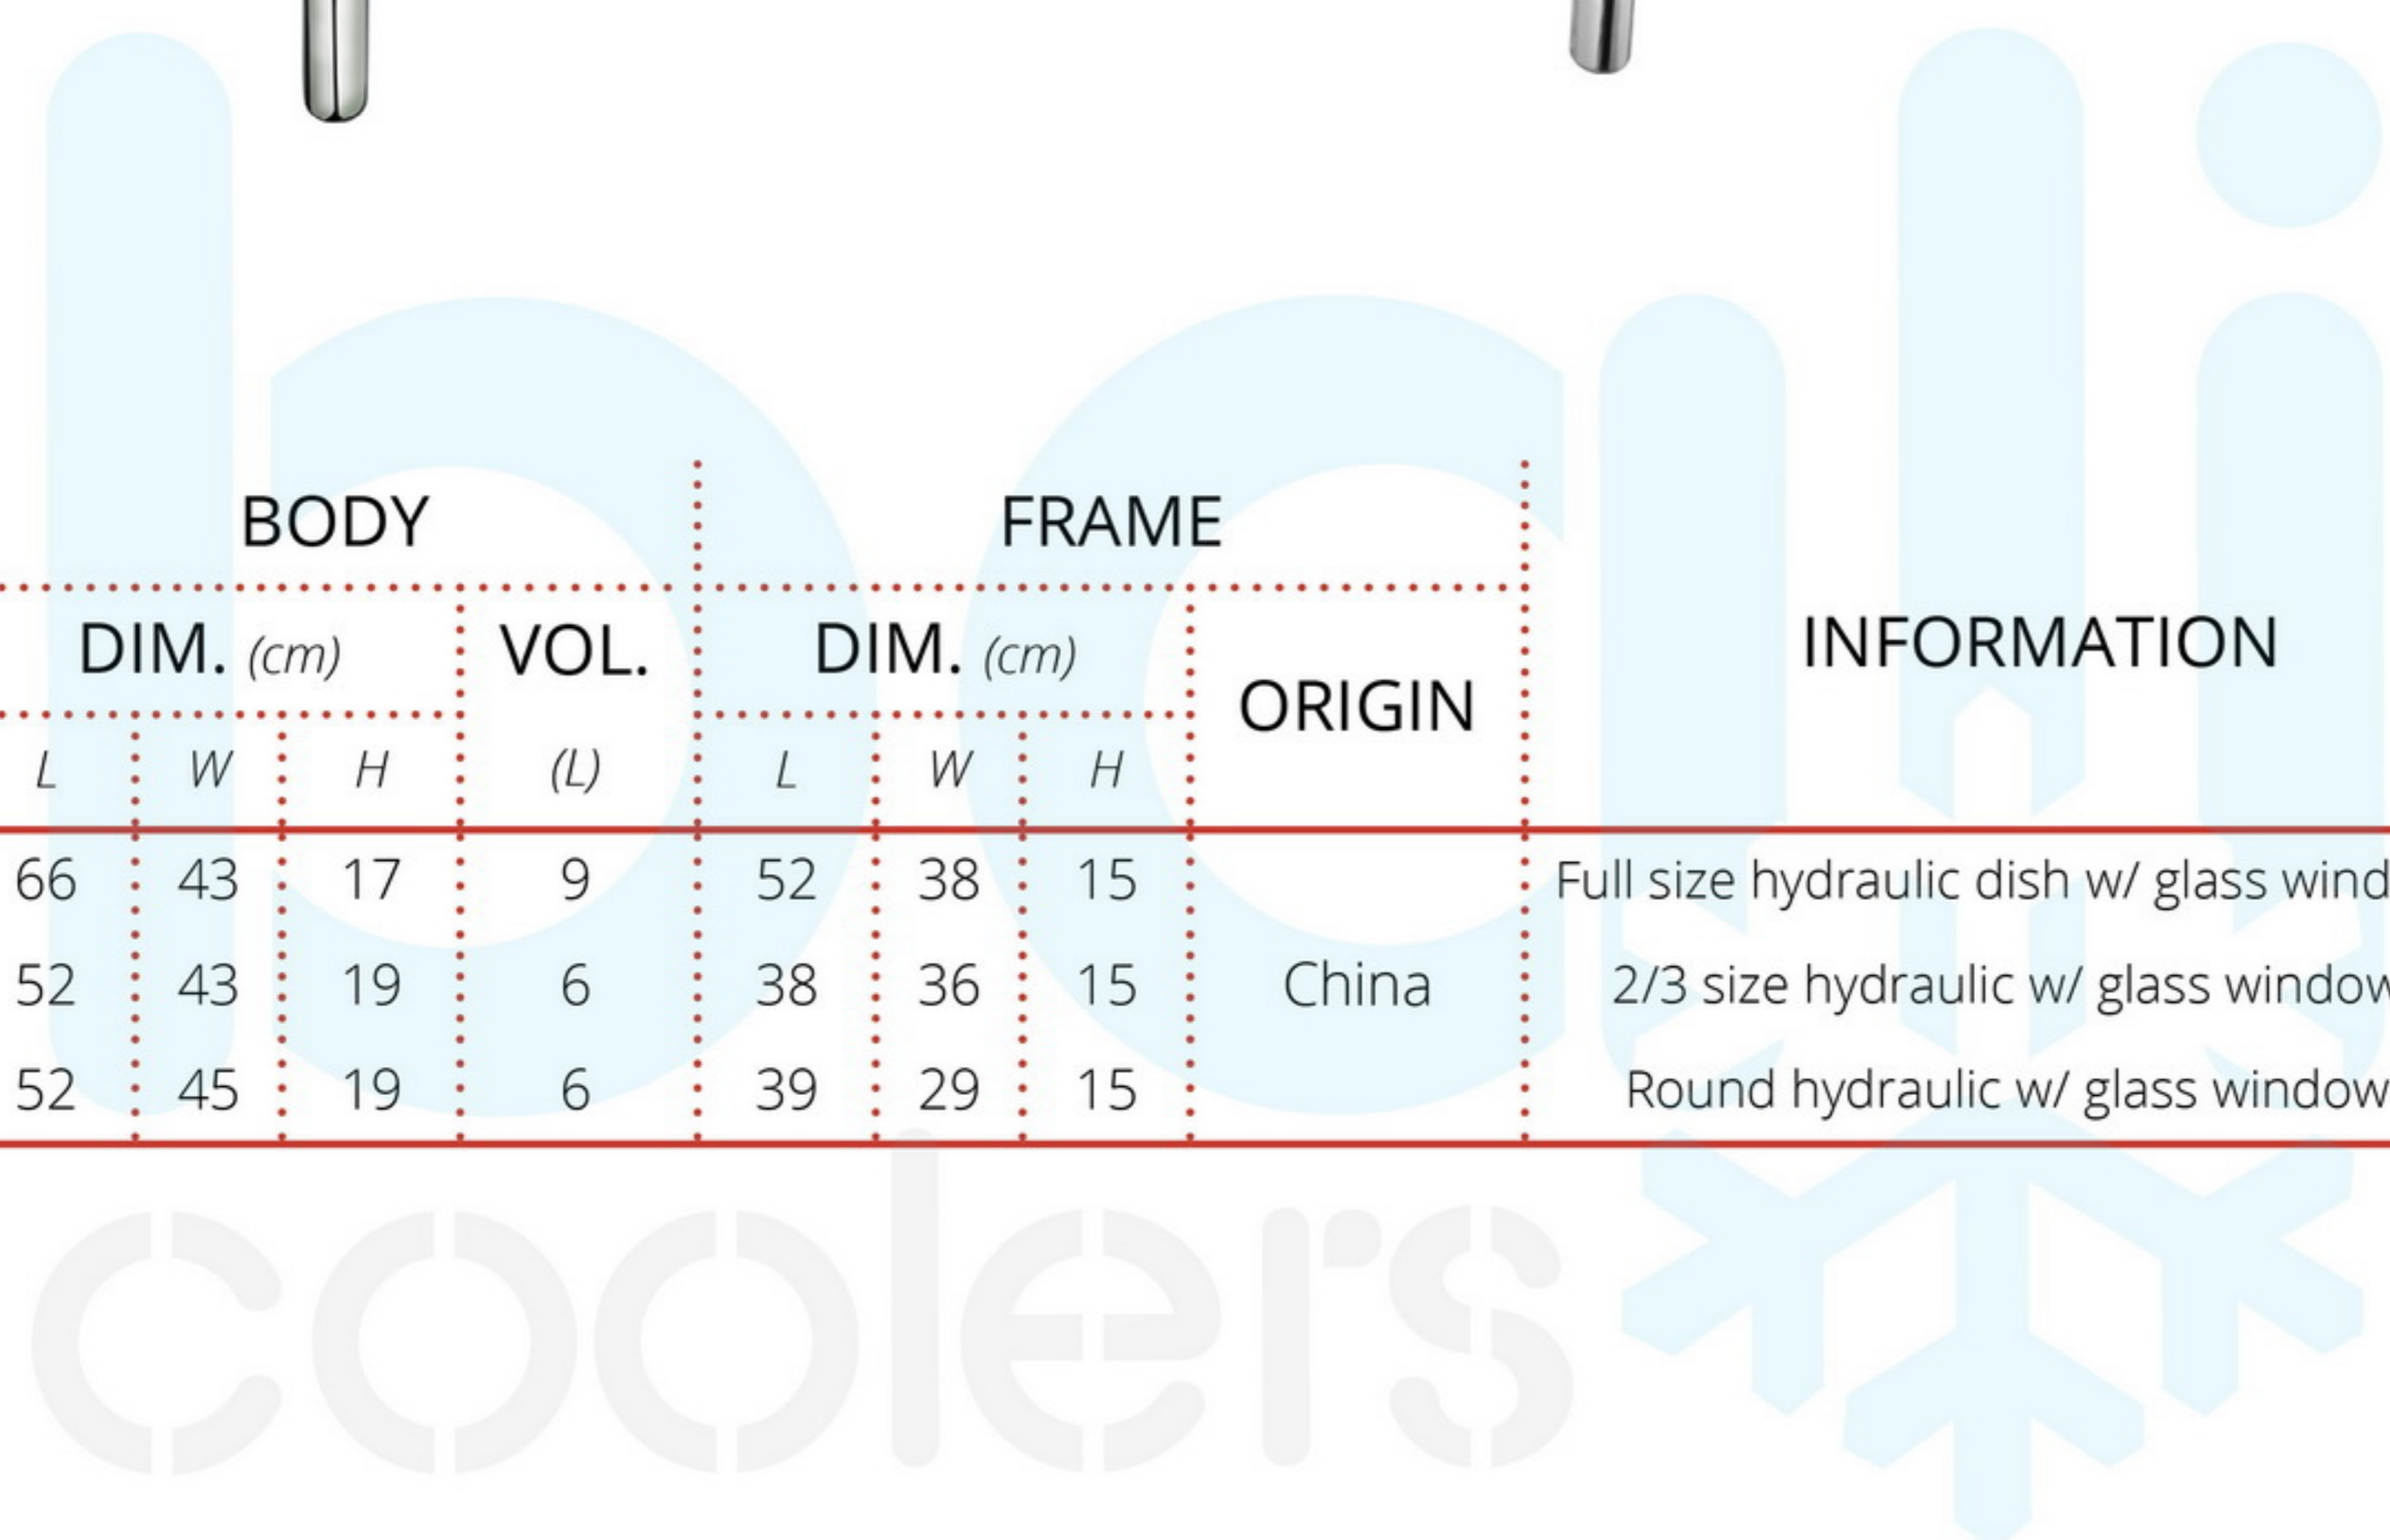 BODY FRAME
DIM. (cm) VOL. DIM. (cm) INFORMATION
ORIGIN
L W H (L) L W H
66 43 17 9 52 38 15 Full size hydraulic dish w/ glass wind
52 43 19 6 38 36 15 China 2/3 size hydraulic w/ glass window
52 45 19 6 39 29 15 Round hydraulic w/ glass window
coolers